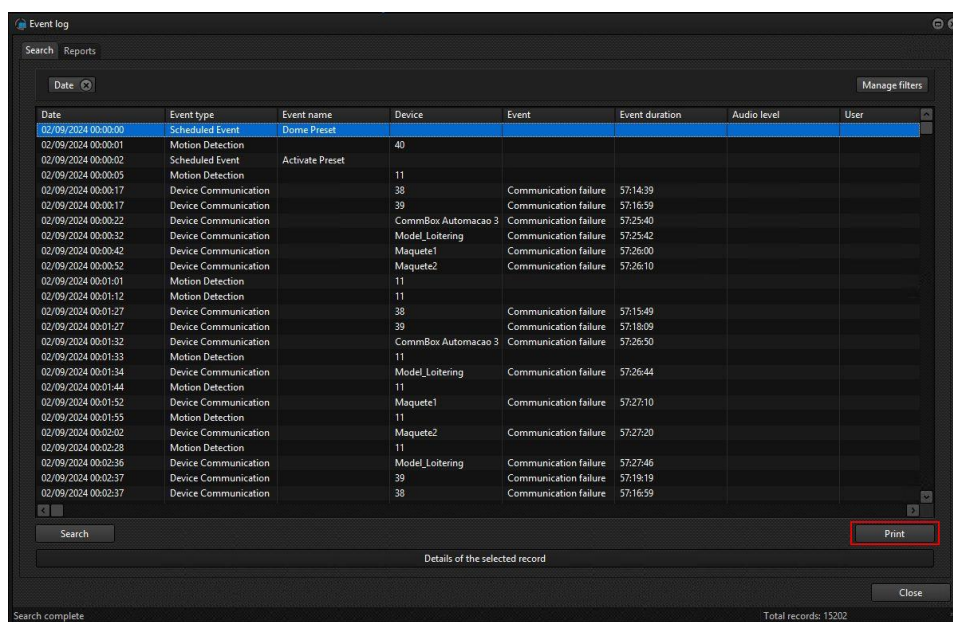 Event log
Search Reports
Date Manage filters
Date Event type Event name Device Event Event duration Audio level User
02/09/2024 00:00:00 Scheduled Event Dome Preset
02/09/2024 00:00:01 Motion Detection 40
02/09/2024 00:00:02 Scheduled Event Activate Preset
02/09/2024 00:00:05 Motion Detection 11
02/09/2024 00:00:17 Device Communication 38 Communication failure 57:14:39
02/09/2024 00:00:17 Device Communication 39 Communication failure 57:16:59
02/09/2024 00:00:22 Device Communication CommBox Automacao 3 Communication failure 57:25:40
02/09/2024 00:00:32 Device Communication Model_Loitering Communication failure 57:25:42
02/09/2024 00:00:42 Device Communication Maquete1 Communication failure 57:26:00
02/09/2024 00:00:52 Device Communication Maquete2 Communication failure 57:26:10
02/09/2024 00:01:01 Motion Detection 11
02/09/2024 00:01:12 Motion Detection 11
02/09/2024 00:01:27 Device Communication 38 Communication failure 57:15:49
02/09/2024 00:01:27 Device Communication 39 Communication failure 57:18:09
02/09/2024 00:01:32 Device Communication CommBox Automacao 3 Communication failure 57:26:50
02/09/2024 00:01:33 Motion Detection 11
02/09/2024 00:01:34 Device Communication Model_Loitering Communication failure 57:26:44
02/09/2024 00:01:44 Motion Detection 11
02/09/2024 00:01:52 Device Communication Maquete1 Communication failure 57:27:10
02/09/2024 00:01:55 Motion Detection 11
02/09/2024 00:02:02 Device Communication Maquete2 Communication failure 57:27:20
02/09/2024 00:02:28 Motion Detection 11
02/09/2024 00:02:36 Device Communication Model_Loitering Communication failure 57:27:46
02/09/2024 00:02:37 Device Communication 39 Communication failure 57:19:19
02/09/2024 00:02:37 Device Communication 38 Communication failure 57:16:59
Search Print
Details of the selected record
Close
Search complete Total records: 15202